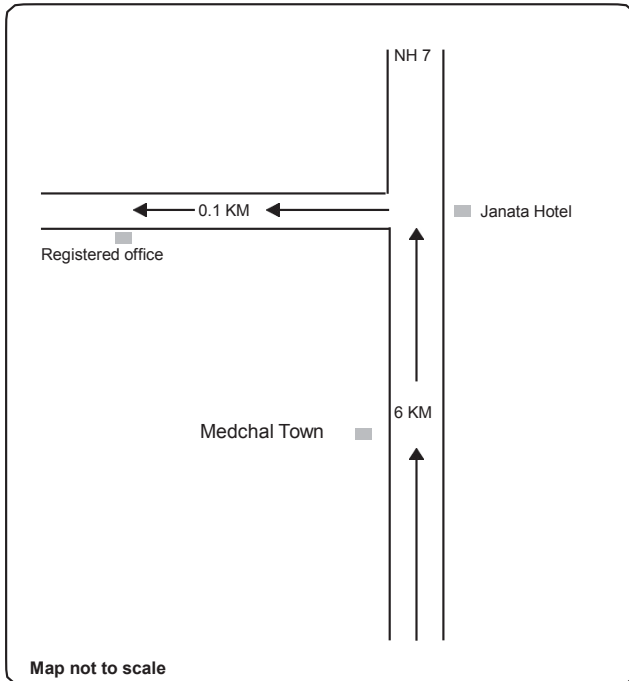 NH 7
0.1 KM
Janata Hotel
Registered office
6 KM
Medchal Town
Map not to scale